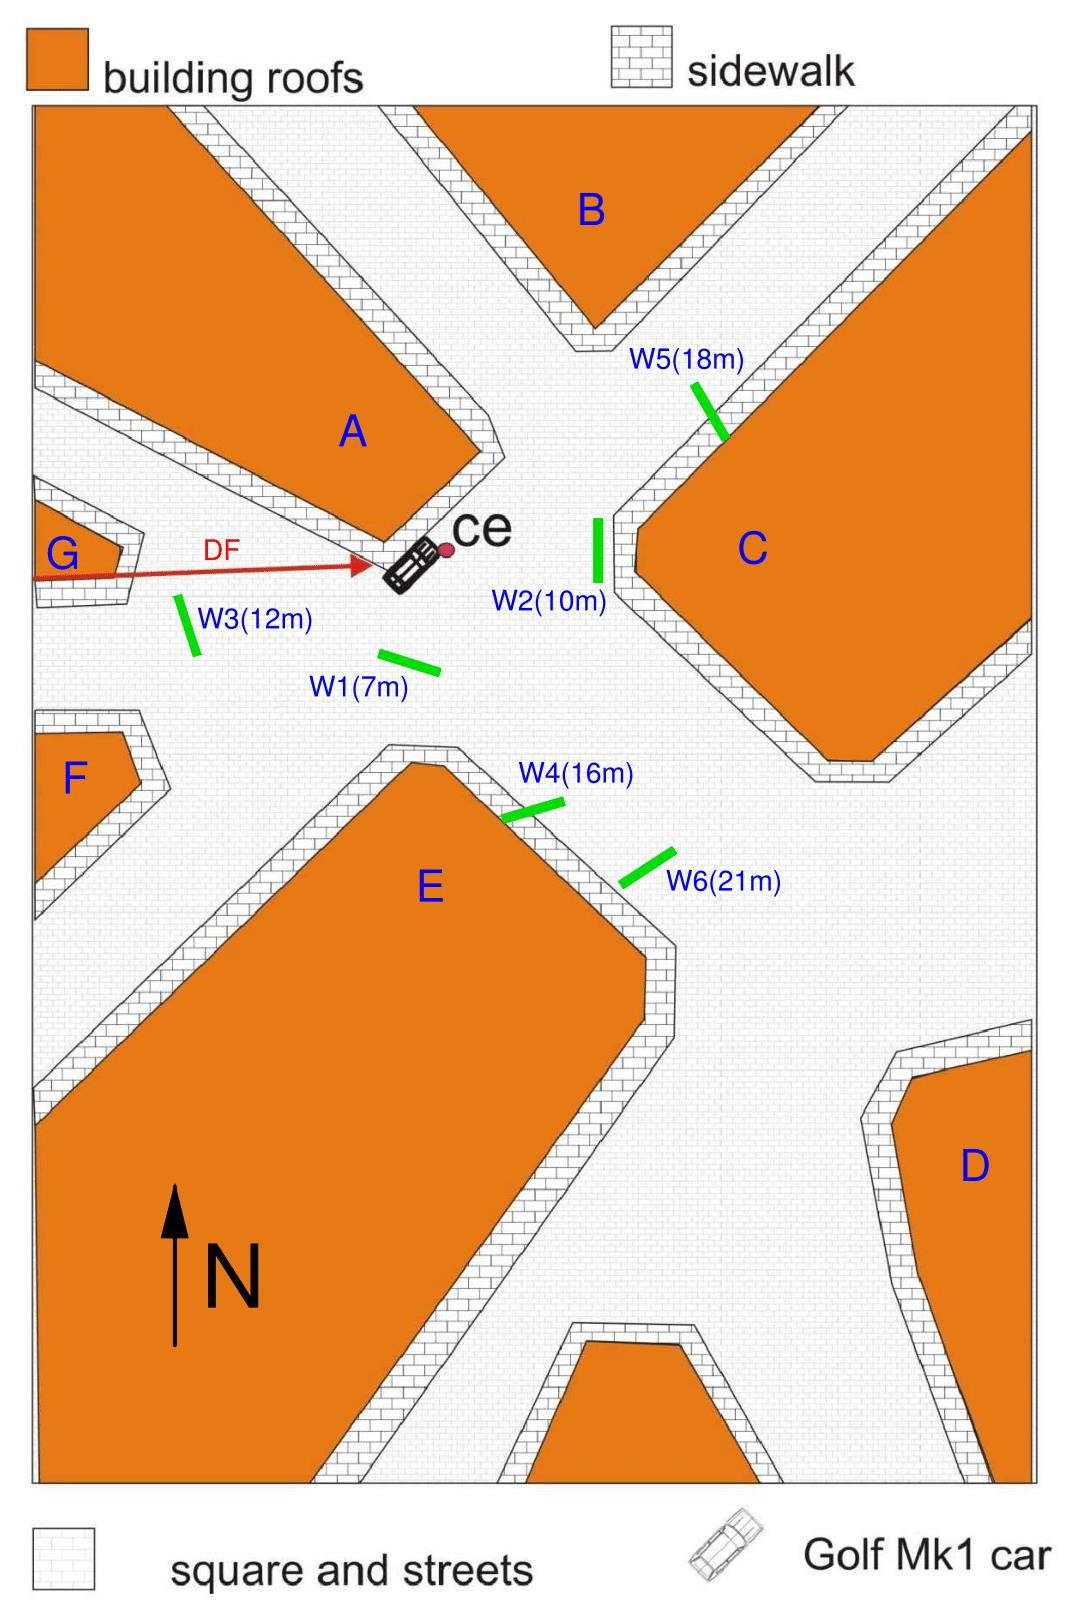 building roofs
sidewalk
B
W5(18m)
A
ce
C
G
DF
W2(10m)
W3(12m)
W1(7m)
F
W4(16m)
E
W6(21m)
D
N
square and streets
Golf Mk1 car